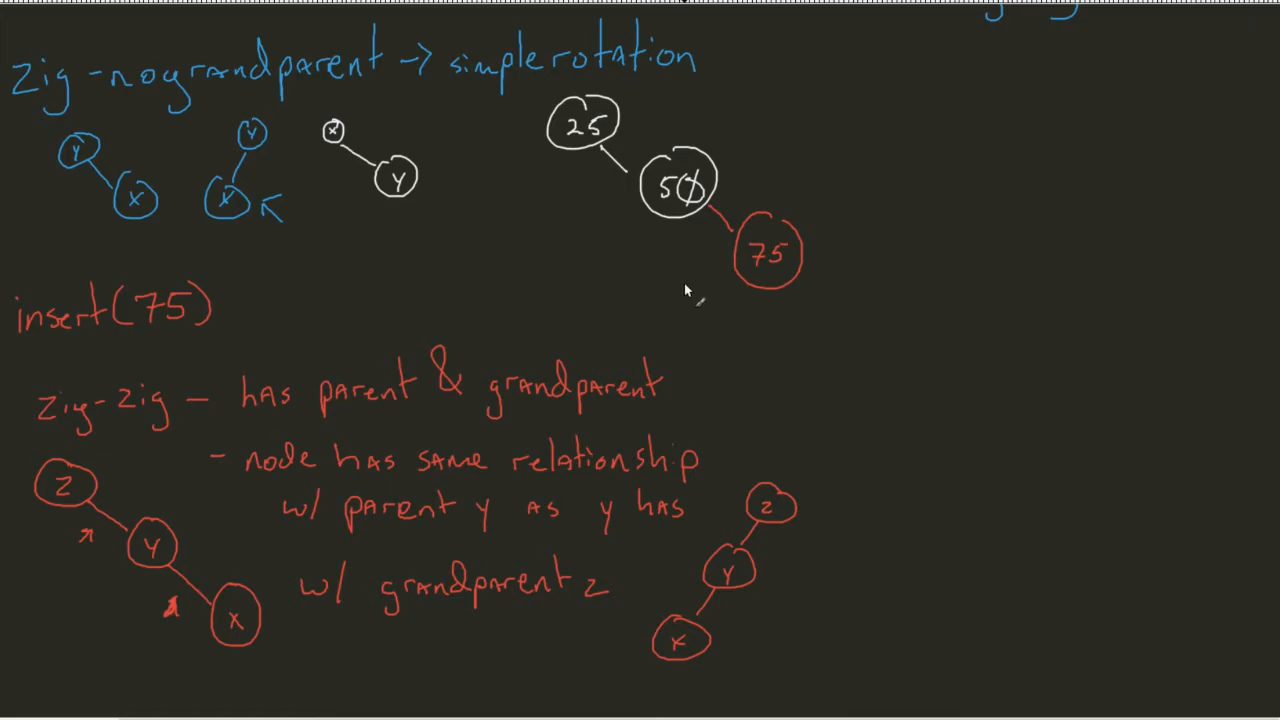 Zig - no grandparent -> simple rotation
Y
X
Y
X
X
Y
25
50
75
insert(75)
Zig-Zig - has parent & grandparent
- node has same relationship
w/ parent y as y has
w/ grandparent z
Z
Y
X
Z
Y
X